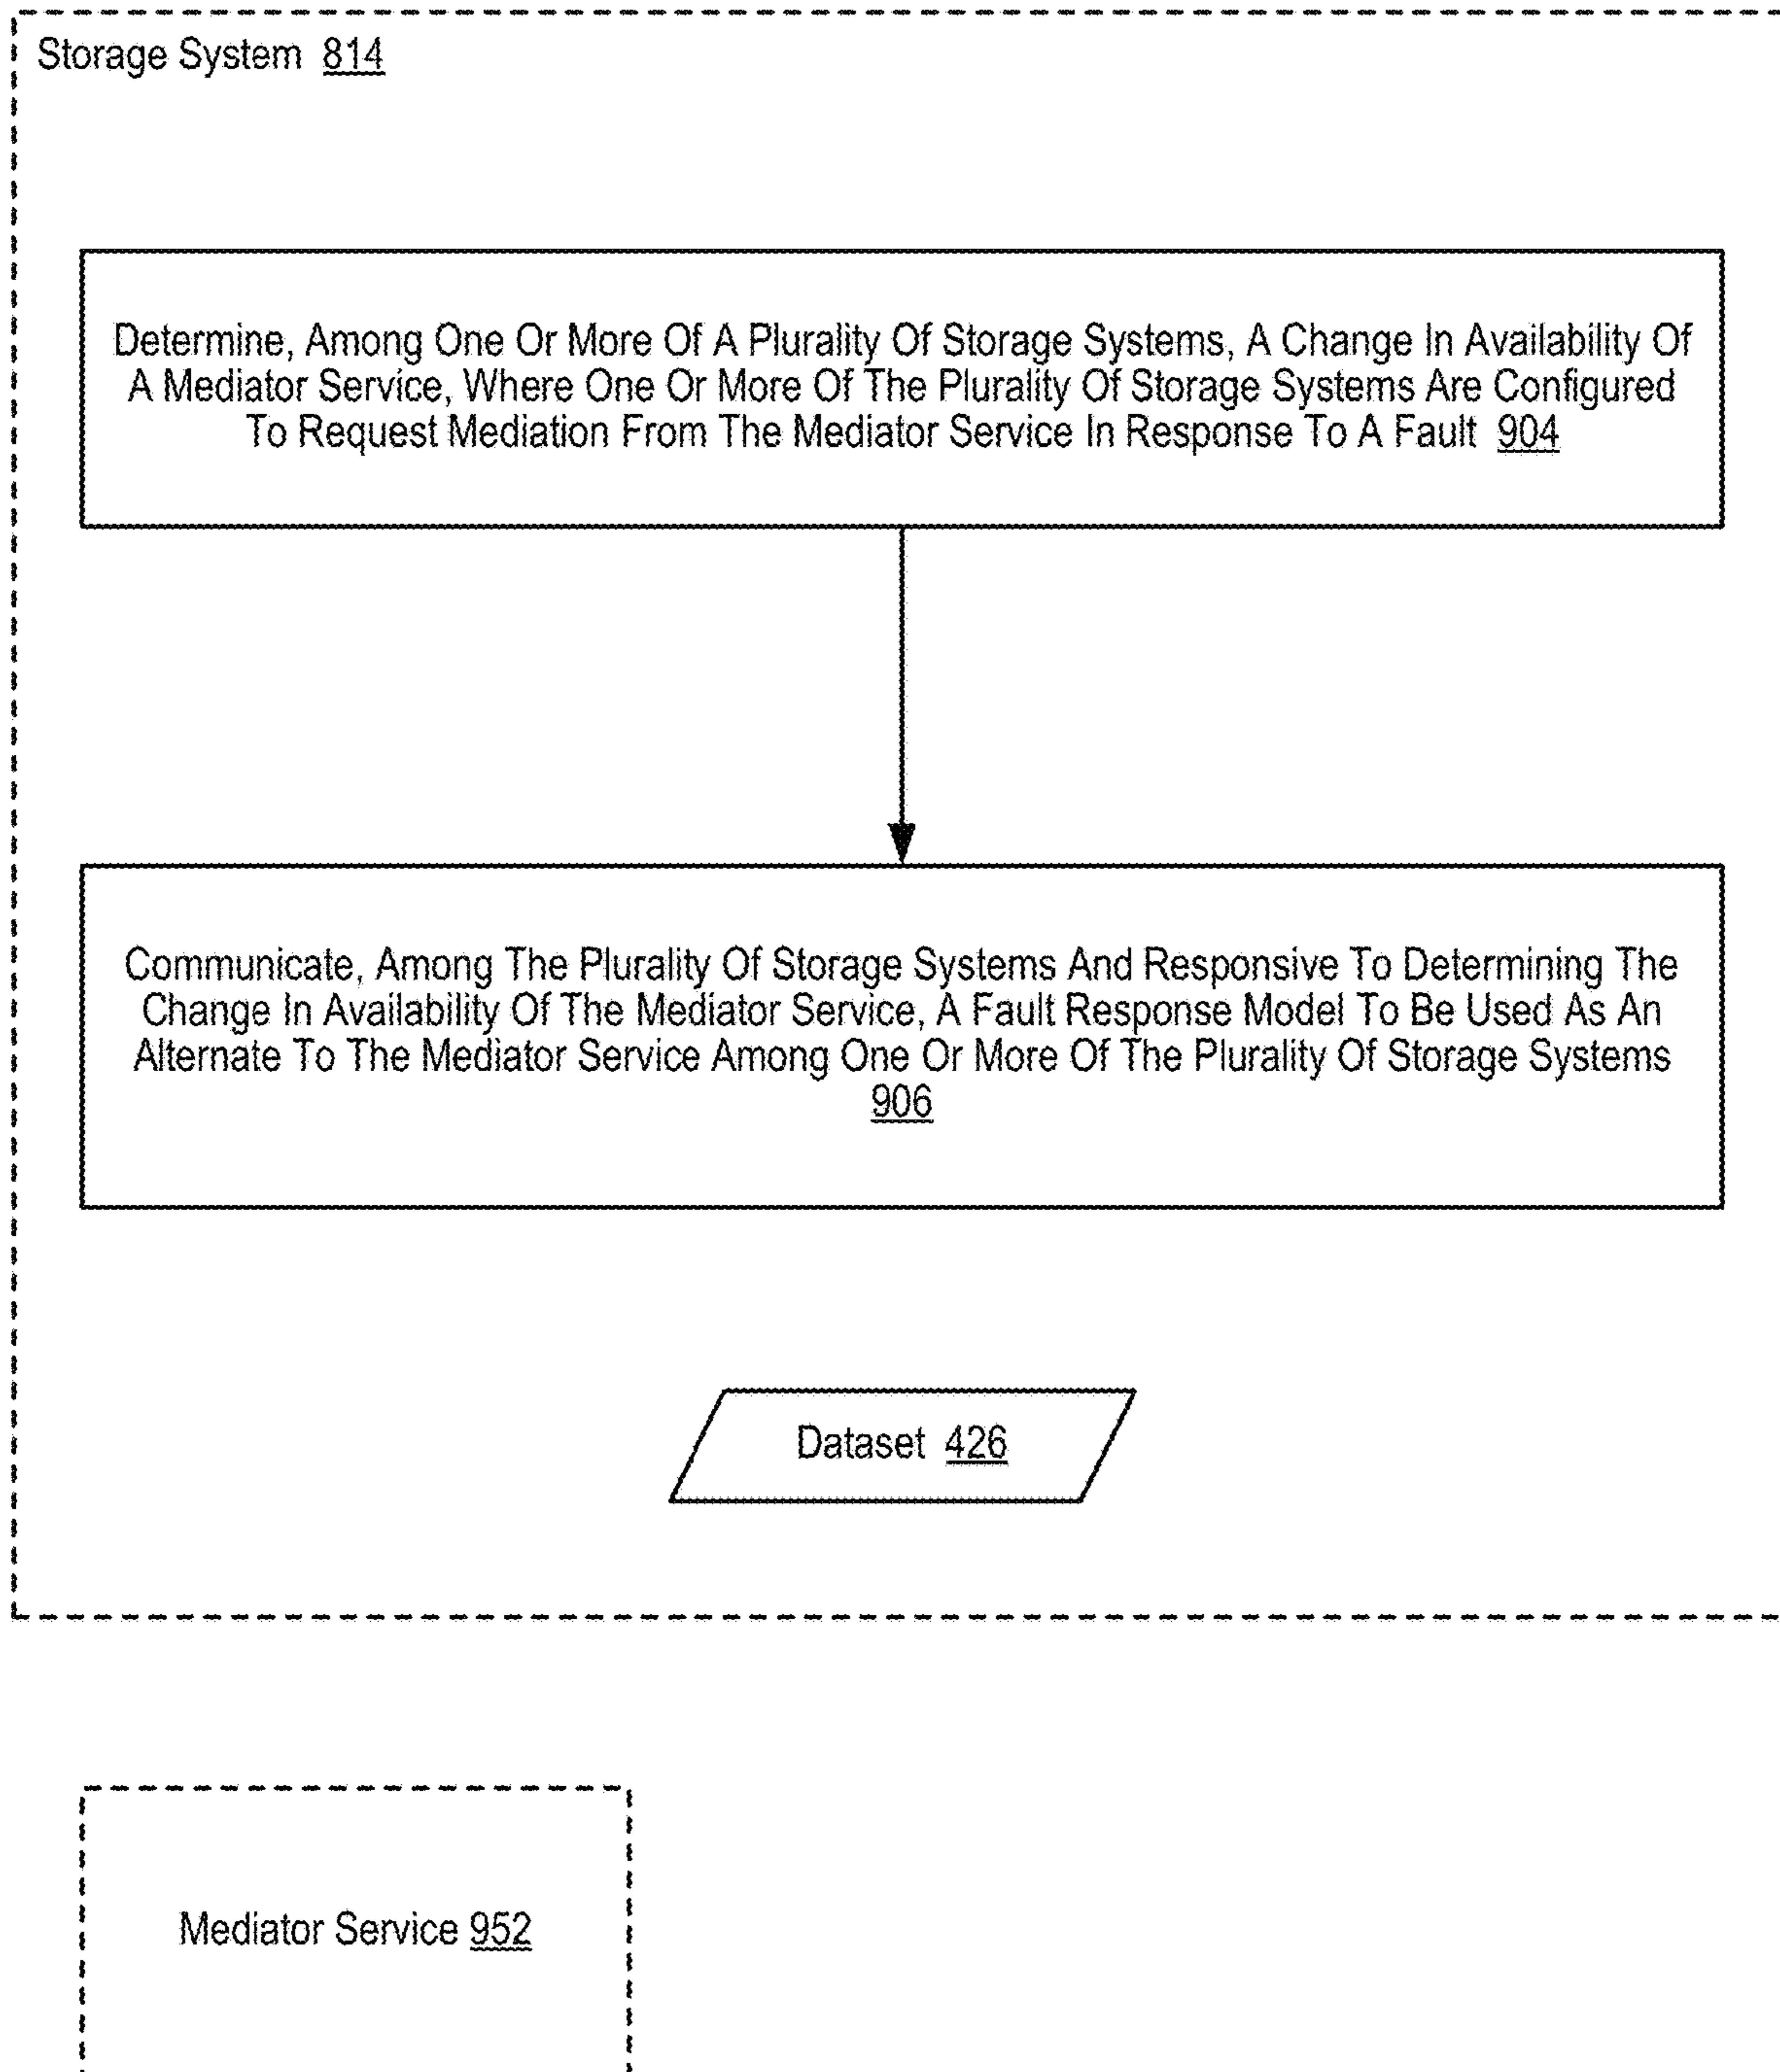 Storage System 814
Determine, Among One Or More Of A Plurality Of Storage Systems, A Change In Availability Of
A Mediator Service, Where One Or More Of The Plurality Of Storage Systems Are Configured
To Request Mediation From The Mediator Service In Response To A Fault 904
Communicate, Among The Plurality Of Storage Systems And Responsive To Determining The
Change In Availability Of The Mediator Service, A Fault Response Model To Be Used As An
Alternate To The Mediator Service Among One Or More Of The Plurality Of Storage Systems
906
Dataset 426
Mediator Service 952